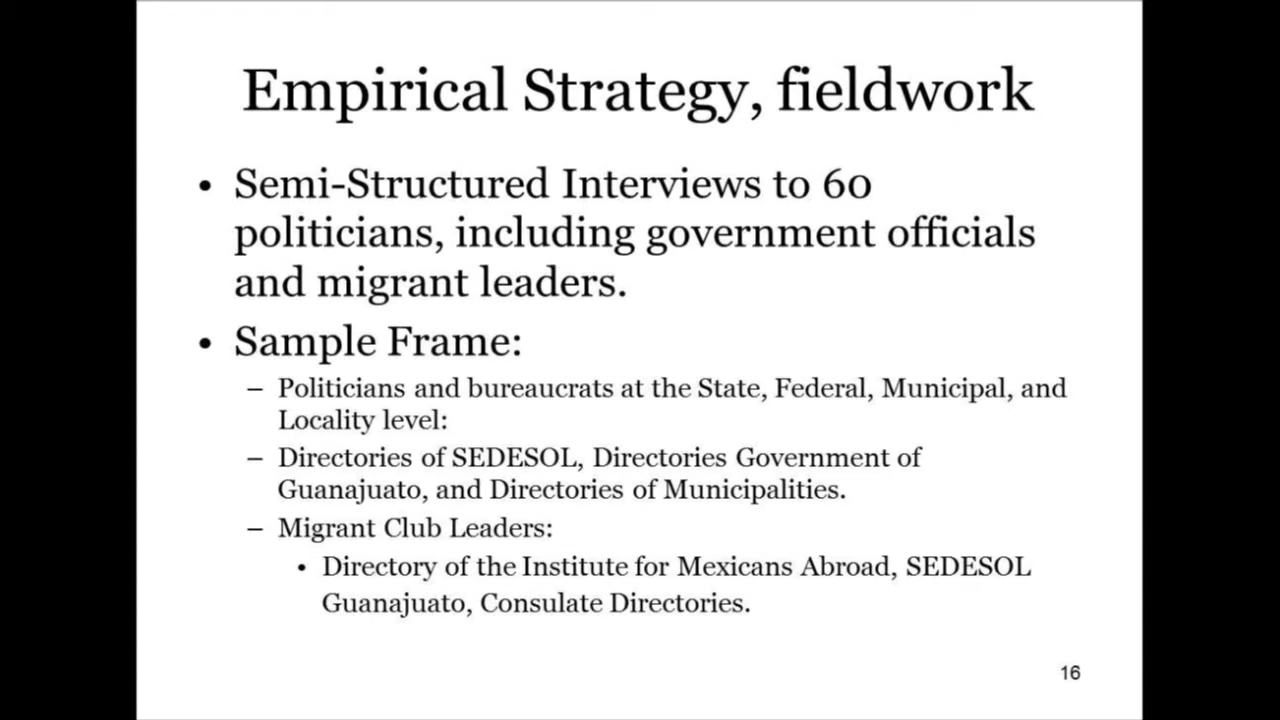 Empirical Strategy, fieldwork
• Semi-Structured Interviews to 60
politicians, including government officials
and migrant leaders.
• Sample Frame:
– Politicians and bureaucrats at the State, Federal, Municipal, and
Locality level:
– Directories of SEDESOL, Directories Government of
Guanajuato, and Directories of Municipalities.
– Migrant Club Leaders:
• Directory of the Institute for Mexicans Abroad, SEDESOL
Guanajuato, Consulate Directories.
16